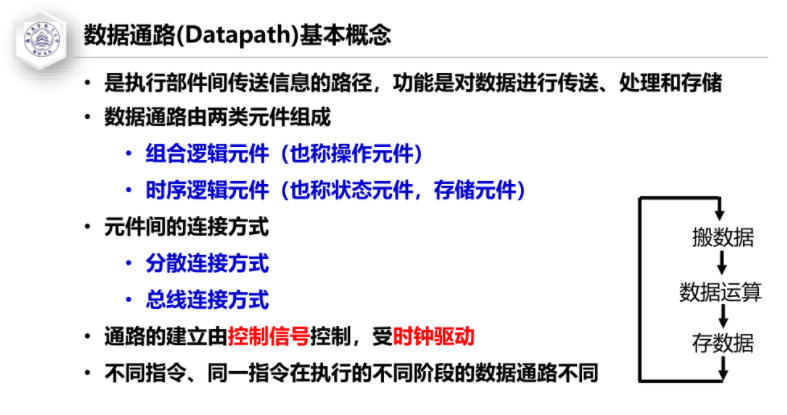 数据通路(Datapath)基本概念
• 是执行部件间传送信息的路径，功能是对数据进行传送、处理和存储
• 数据通路由两类元件组成
• 组合逻辑元件（也称操作元件）
• 时序逻辑元件（也称状态元件，存储元件）
• 元件间的连接方式
• 分散连接方式
• 总线连接方式
• 通路的建立由控制信号控制，受时钟驱动
• 不同指令、同一指令在执行的不同阶段的数据通路不同
搬数据
数据运算
存数据